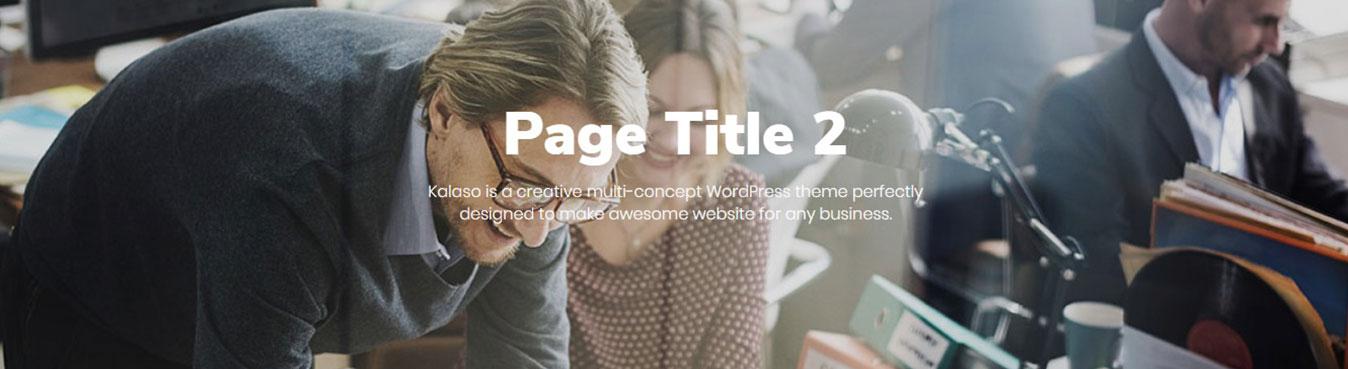 Page Title 2
Kalaso is a creative multi-concept WordPress theme perfectly
designed to make awesome website for any business.